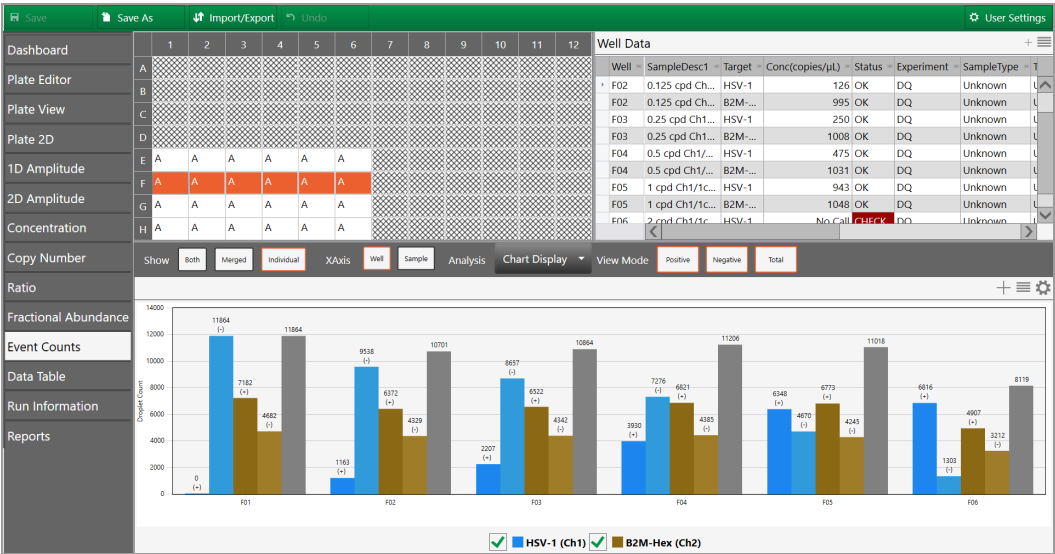 Save Save As Import/Export Undo User Settings
Dashboard
Plate Editor
Plate View
Plate 2D
1D Amplitude
2D Amplitude
Concentration
Copy Number
Ratio
Fractional Abundance
Event Counts
Data Table
Run Information
Reports
1 2 3 4 5 6 7 8 9 10 11 12
A
B
C
D
E A A A A A A
F A A A A A A
G A A A A A A
H A A A A A A
Well Data
Well SampleDesc1 Target Conc(copies/µL) Status Experiment SampleType T
F02 0.125 cpd Ch... HSV-1 126 OK DQ Unknown U
F02 0.125 cpd Ch... B2M-... 995 OK DQ Unknown U
F03 0.25 cpd Ch1... HSV-1 250 OK DQ Unknown U
F03 0.25 cpd Ch1... B2M-... 1008 OK DQ Unknown U
F04 0.5 cpd Ch1/... HSV-1 475 OK DQ Unknown U
F04 0.5 cpd Ch1/... B2M-... 1031 OK DQ Unknown U
F05 1 cpd Ch1/1c... HSV-1 943 OK DQ Unknown U
F05 1 cpd Ch1/1c... B2M-... 1048 OK DQ Unknown U
F06 2 cpd Ch1/1c... HSV-1 No Call CHECK DQ Unknown U
Show Both Merged Individual XAxis Well Sample Analysis Chart Display View Mode Positive Negative Total
Droplet Count
14000
12000
10000
8000
6000
4000
2000
0
0
(+)
11864
(-)
7182
(+)
4682
(-)
11864
1163
(+)
9538
(-)
6372
(+)
4329
(-)
10701
2207
(+)
8657
(-)
6522
(+)
4342
(-)
10864
3930
(+)
7276
(-)
6821
(+)
4385
(-)
11206
6348
(+)
4670
(-)
6773
(+)
4245
(-)
11018
6816
(+)
1303
(-)
4907
(+)
3212
(-)
8119
F01 F02 F03 F04 F05 F06
HSV-1 (Ch1) B2M-Hex (Ch2)